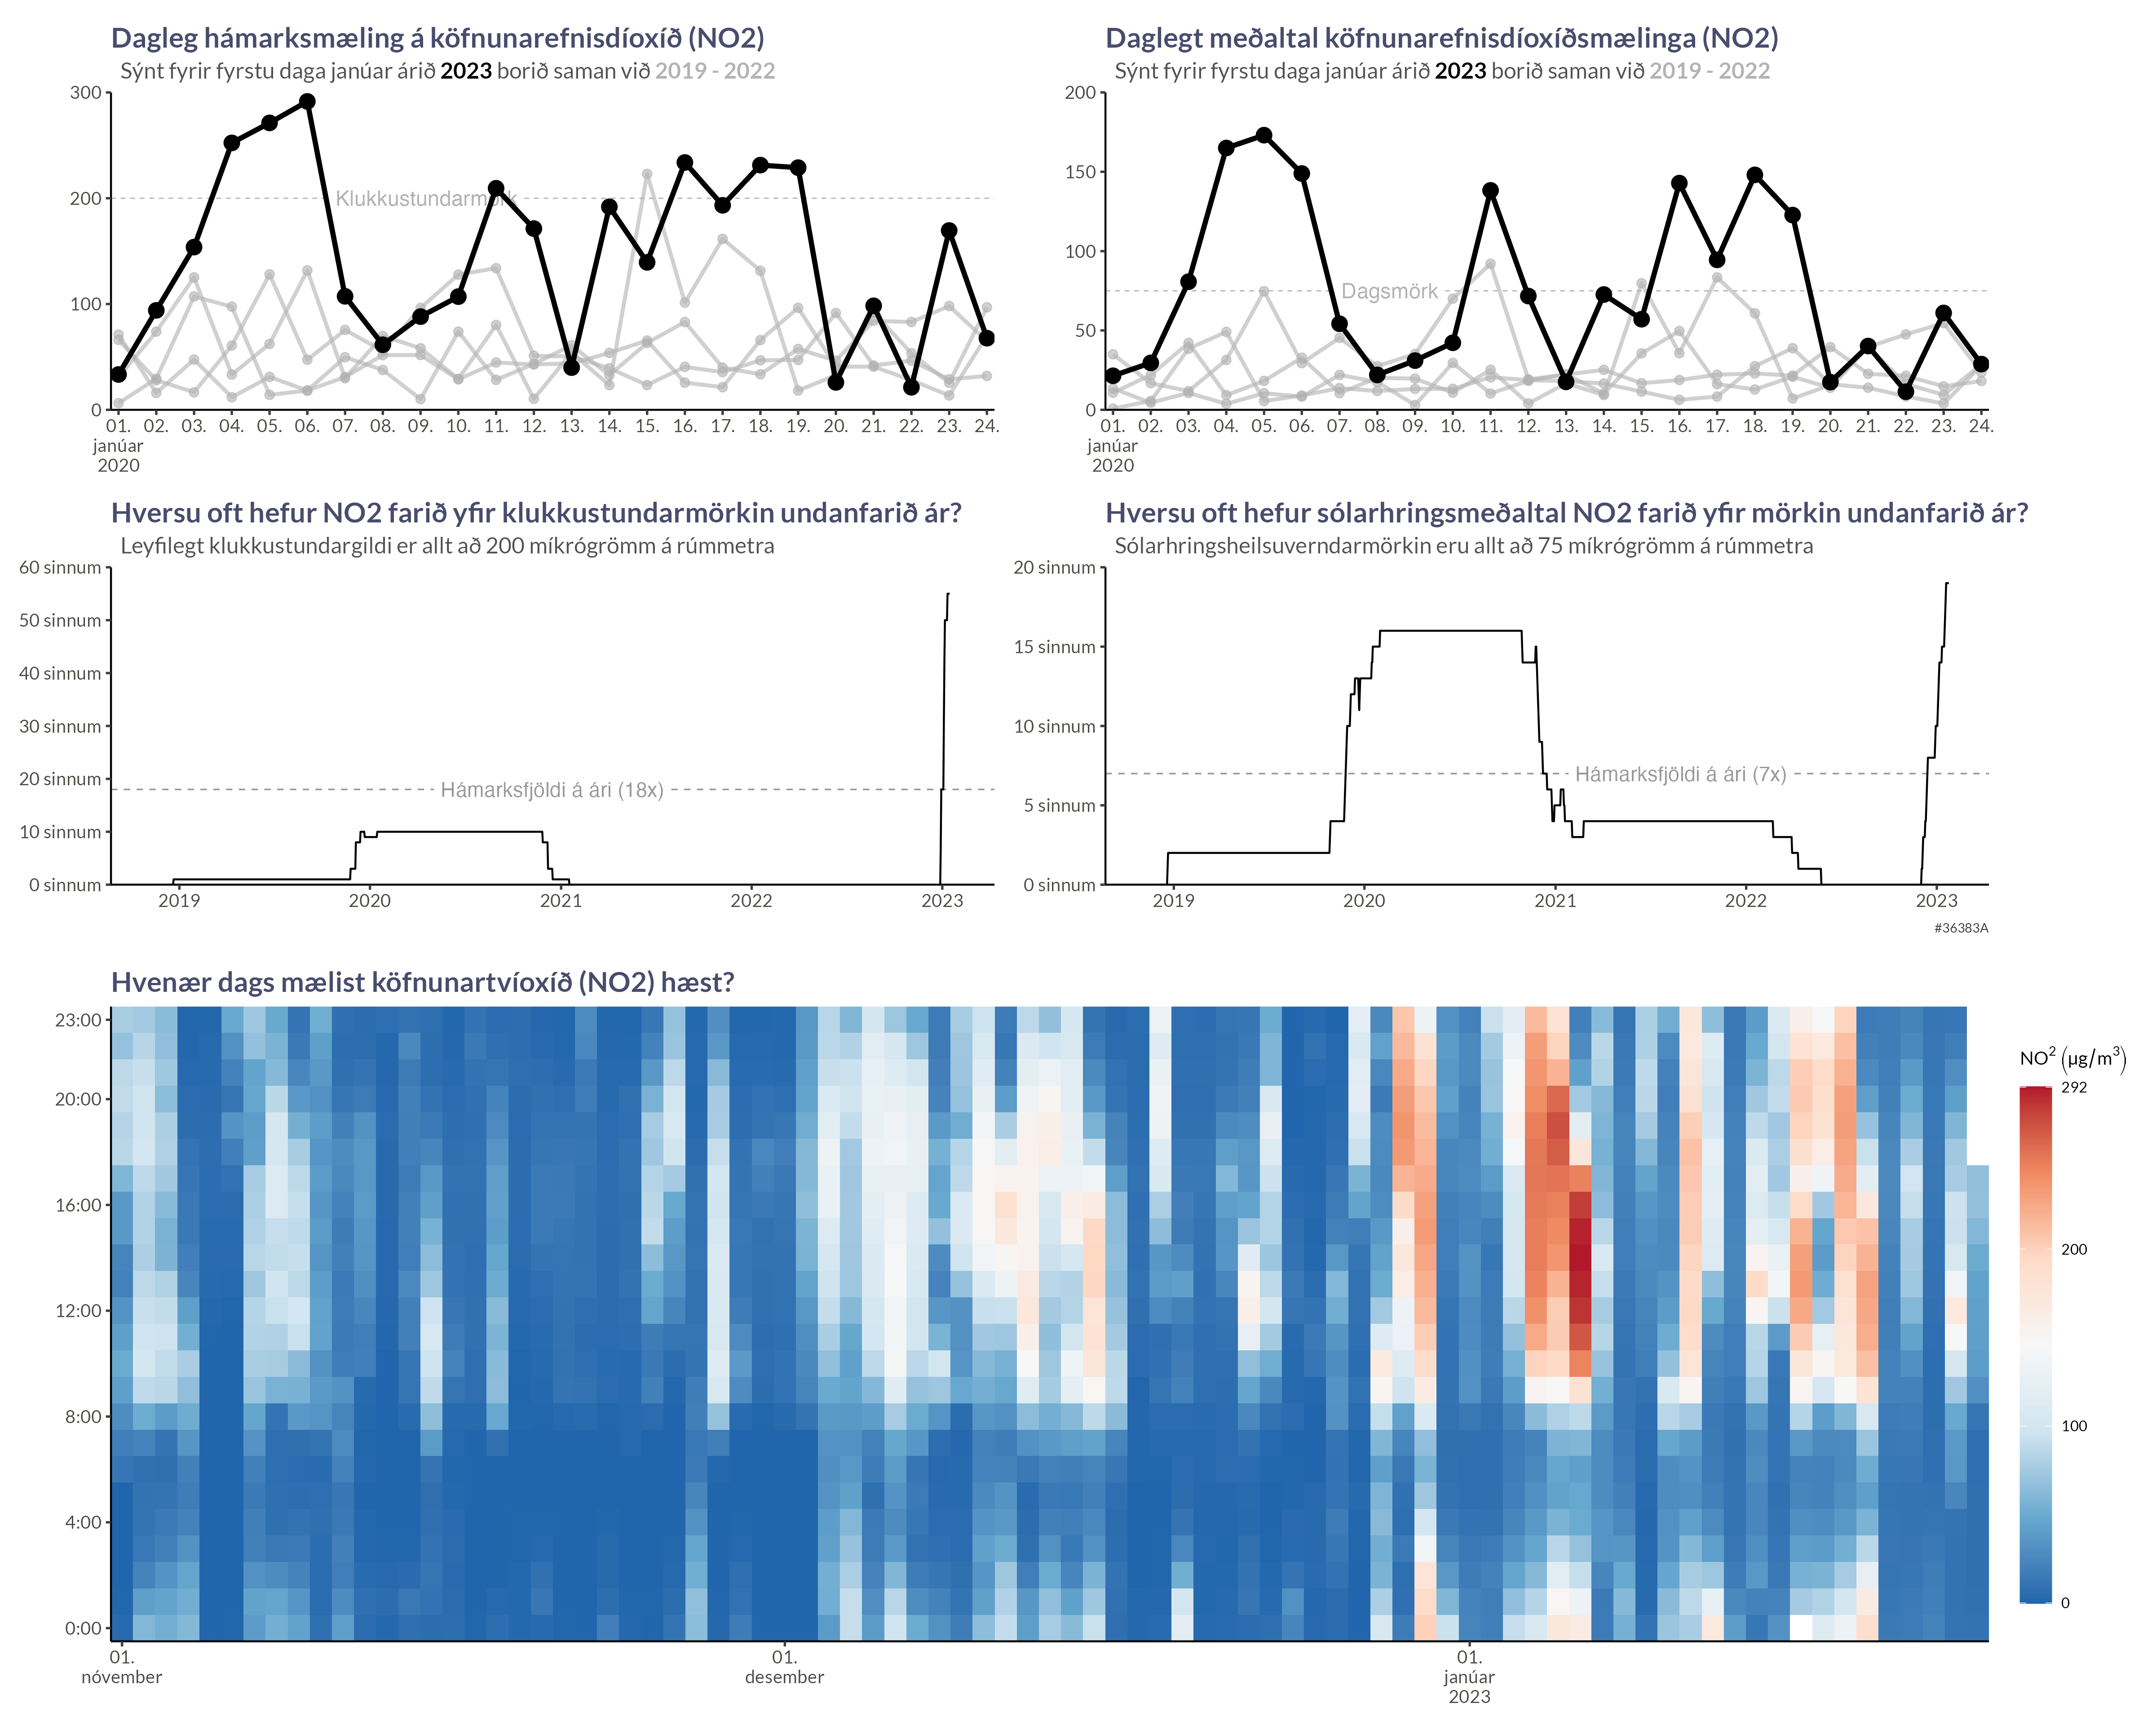 Dagleg hámarksmæling á köfnunarefnisdíoxíð (NO2)
Sýnt fyrir fyrstu daga janúar árið 2023 borið saman við 2019 - 2022
300
200
100
0
Klukkustundarmörk
01. 02. 03. 04. 05. 06. 07. 08. 09. 10. 11. 12. 13. 14. 15. 16. 17. 18. 19. 20. 21. 22. 23. 24.
janúar
2020
Daglegt meðaltal köfnunarefnisdíoxíðsmælinga (NO2)
Sýnt fyrir fyrstu daga janúar árið 2023 borið saman við 2019 - 2022
200
150
100
50
0
Dagsmörk
01. 02. 03. 04. 05. 06. 07. 08. 09. 10. 11. 12. 13. 14. 15. 16. 17. 18. 19. 20. 21. 22. 23. 24.
janúar
2020
Hversu oft hefur NO2 farið yfir klukkustundarmörkin undanfarið ár?
Leyfilegt klukkustundargildi er allt að 200 míkrógrömm á rúmmetra
60 sinnum
50 sinnum
40 sinnum
30 sinnum
20 sinnum
10 sinnum
0 sinnum
Hámarksfjöldi á ári (18x)
2019 2020 2021 2022 2023
Hversu oft hefur sólarhringsmeðaltal NO2 farið yfir mörkin undanfarið ár?
Sólarhringsheilsuverndarmörkin eru allt að 75 míkrógrömm á rúmmetra
20 sinnum
15 sinnum
10 sinnum
5 sinnum
0 sinnum
Hámarksfjöldi á ári (7x)
2019 2020 2021 2022 2023
#36383A
Hvenær dags mælist köfnunartvíoxíð (NO2) hæst?
23:00
20:00
16:00
12:00
8:00
4:00
0:00
01. 01. 01.
nóvember desember janúar
2023
NO² (µg/m³)
292
200
100
0